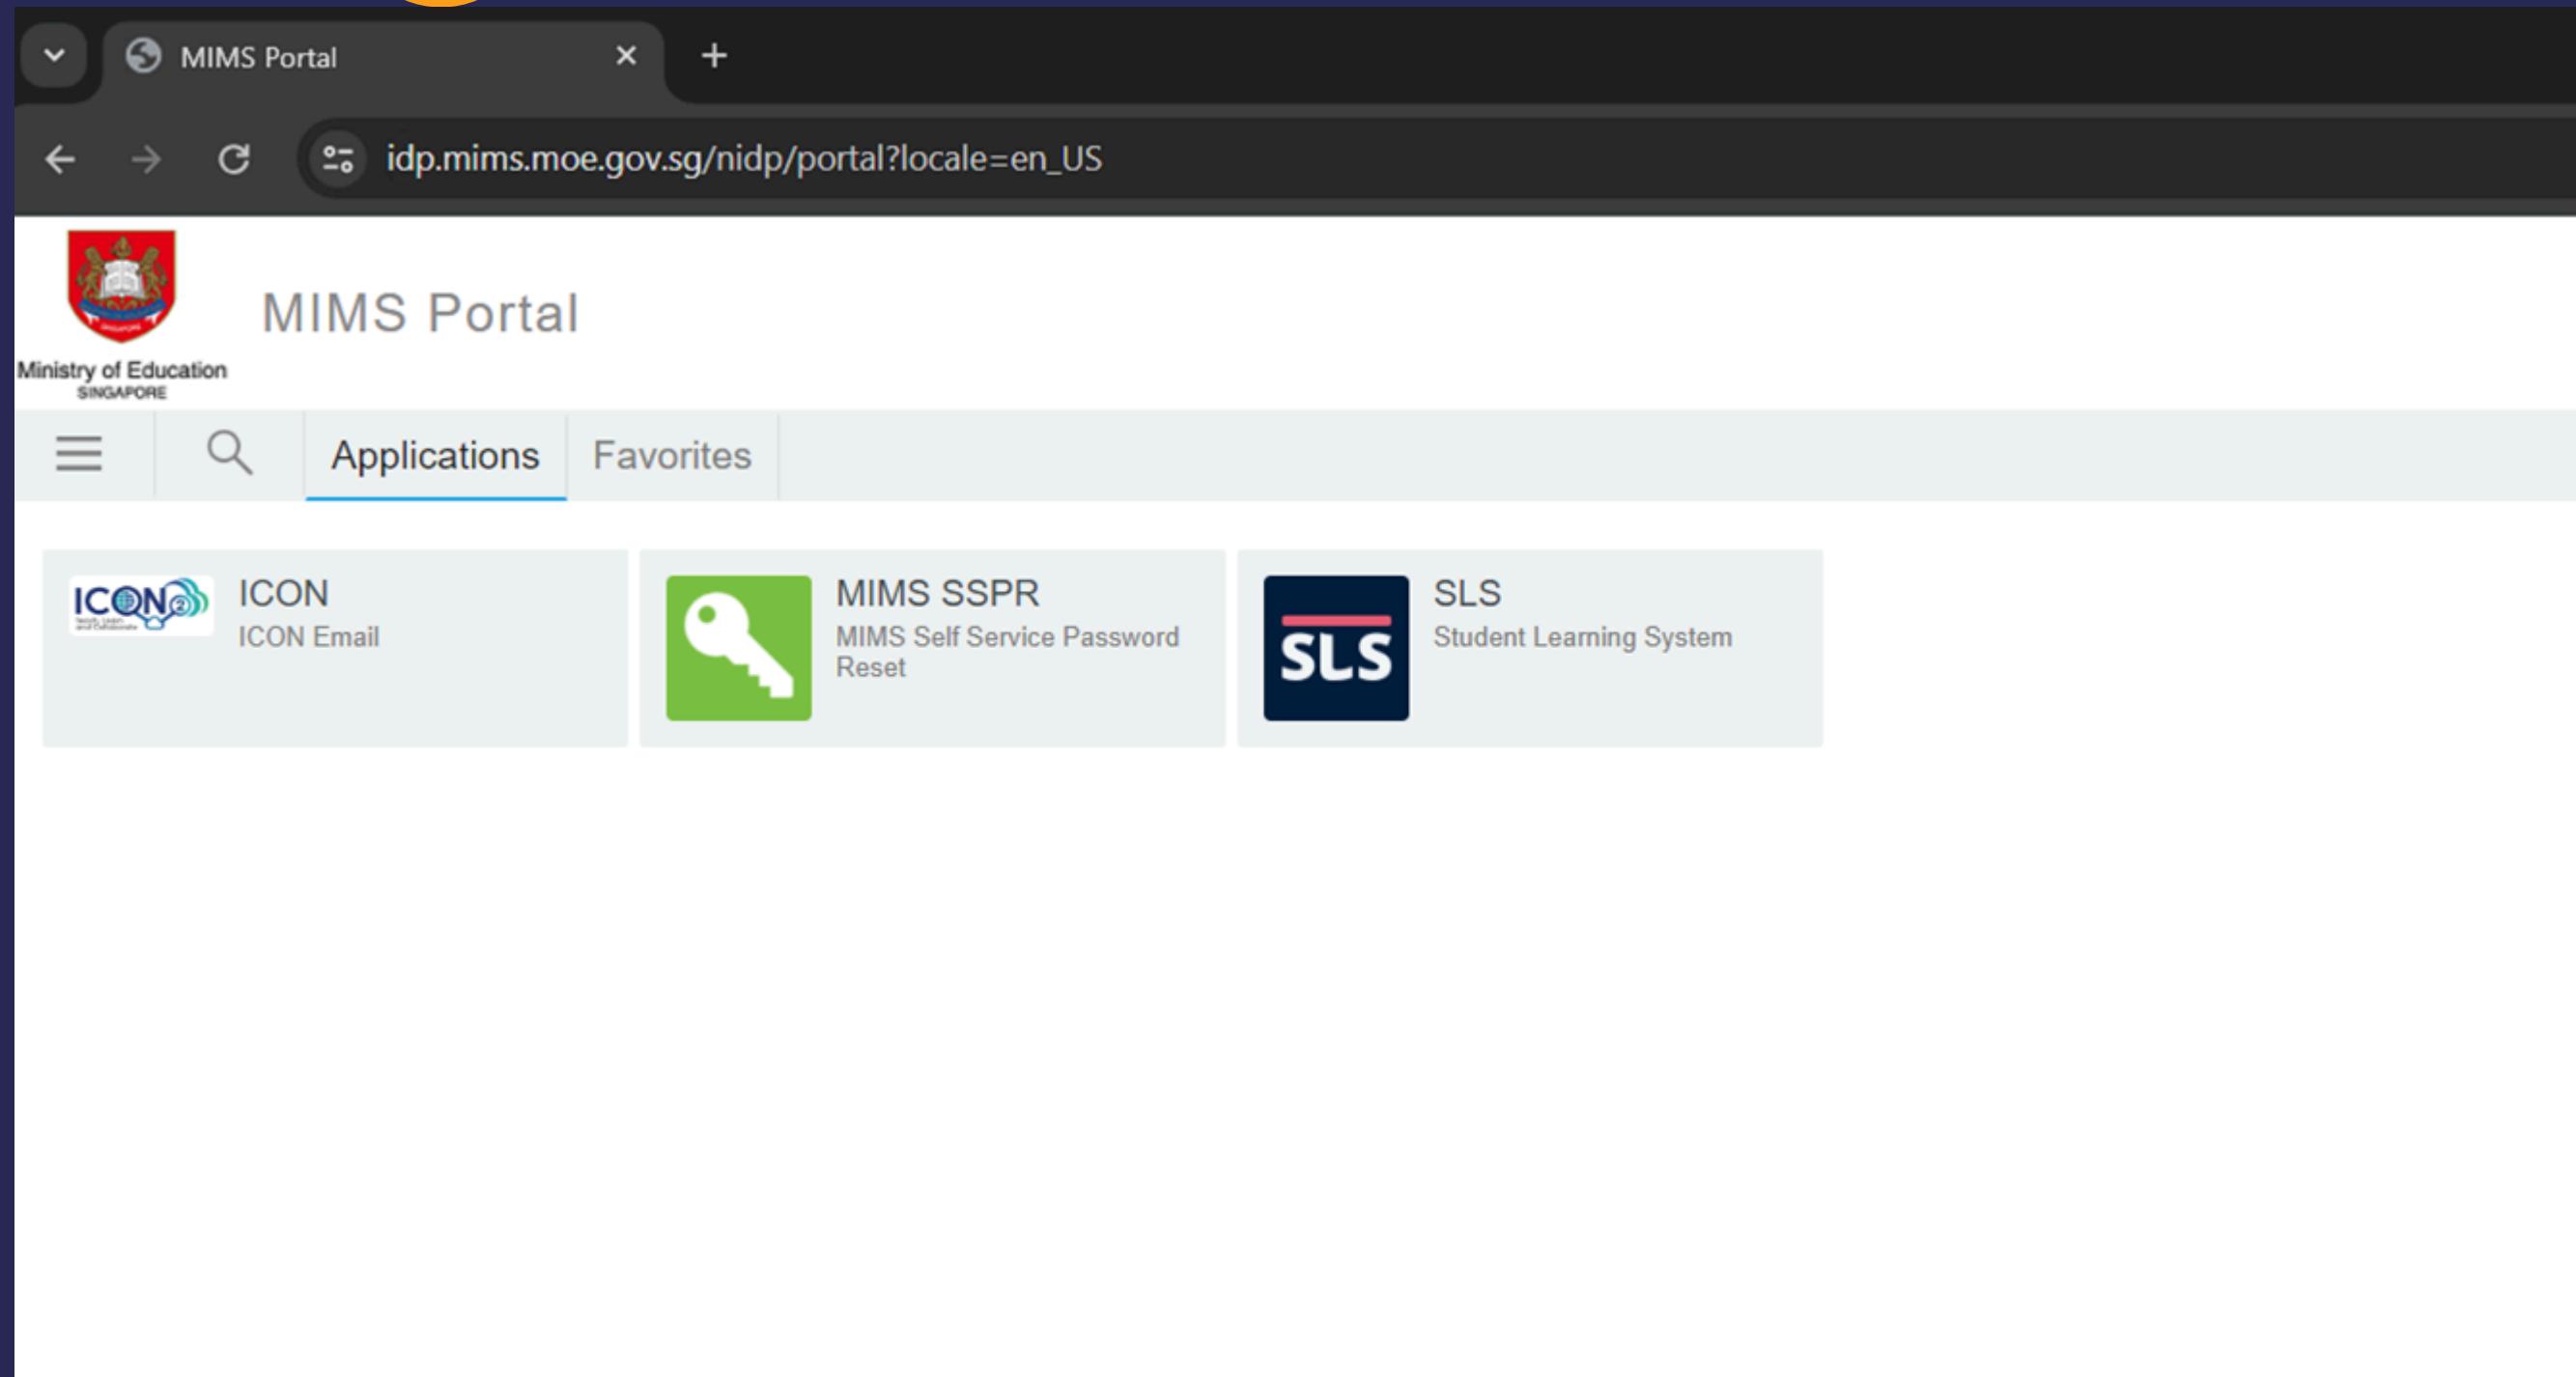 MIMS Portal
idp.mims.moe.gov.sg/nidp/portal?locale=en_US
MIMS Portal
Ministry of Education
SINGAPORE
Applications
Favorites
ICON2
ICON
ICON Email
MIMS SSPR
MIMS Self Service Password
Reset
SLS
SLS
Student Learning System